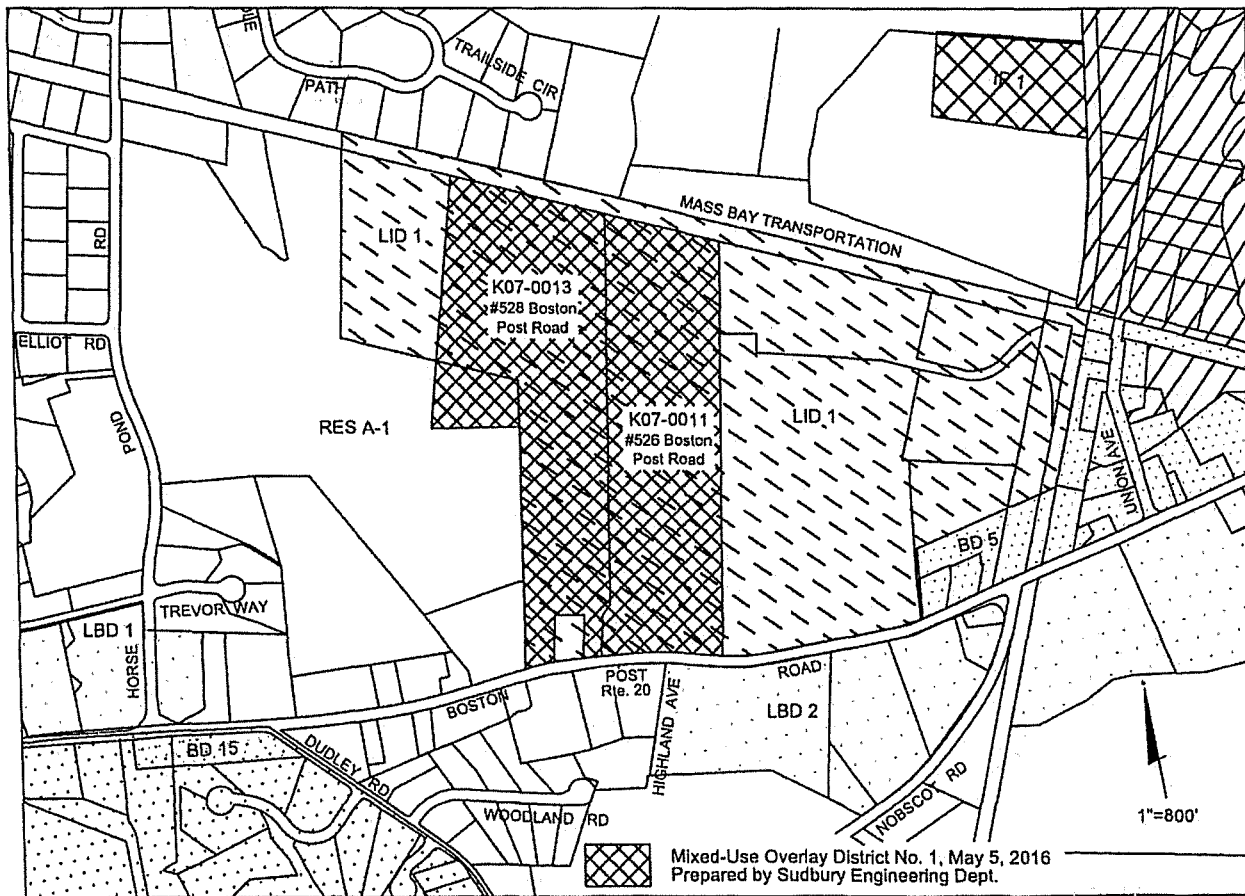 DLE
PATH
TRAILSIDE CIR
IP 1
MASS BAY TRANSPORTATION
LID 1
K07-0013
#528 Boston
Post Road
RD
ELLIOT RD
POND
RES A-1
K07-0011
#526 Boston
Post Road
LID 1
UNION AVE
BD 5
TREVOR WAY
LBD 1
HORSE
POST
Rte. 20
ROAD
BOSTON
HIGHLAND AVE
LBD 2
BD 15
DUDLEY RD
WOODLAND RD
NOBSCOT RD
1"=800'
Mixed-Use Overlay District No. 1, May 5, 2016
Prepared by Sudbury Engineering Dept.